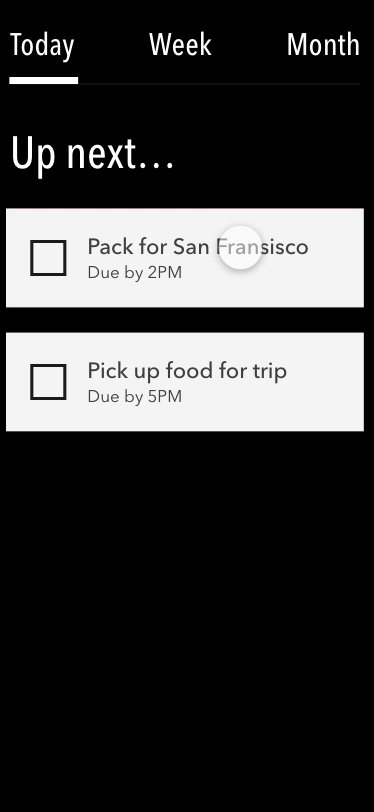 Today Week Month
Up next...
Pack for San Fransisco
Due by 2PM
Pick up food for trip
Due by 5PM